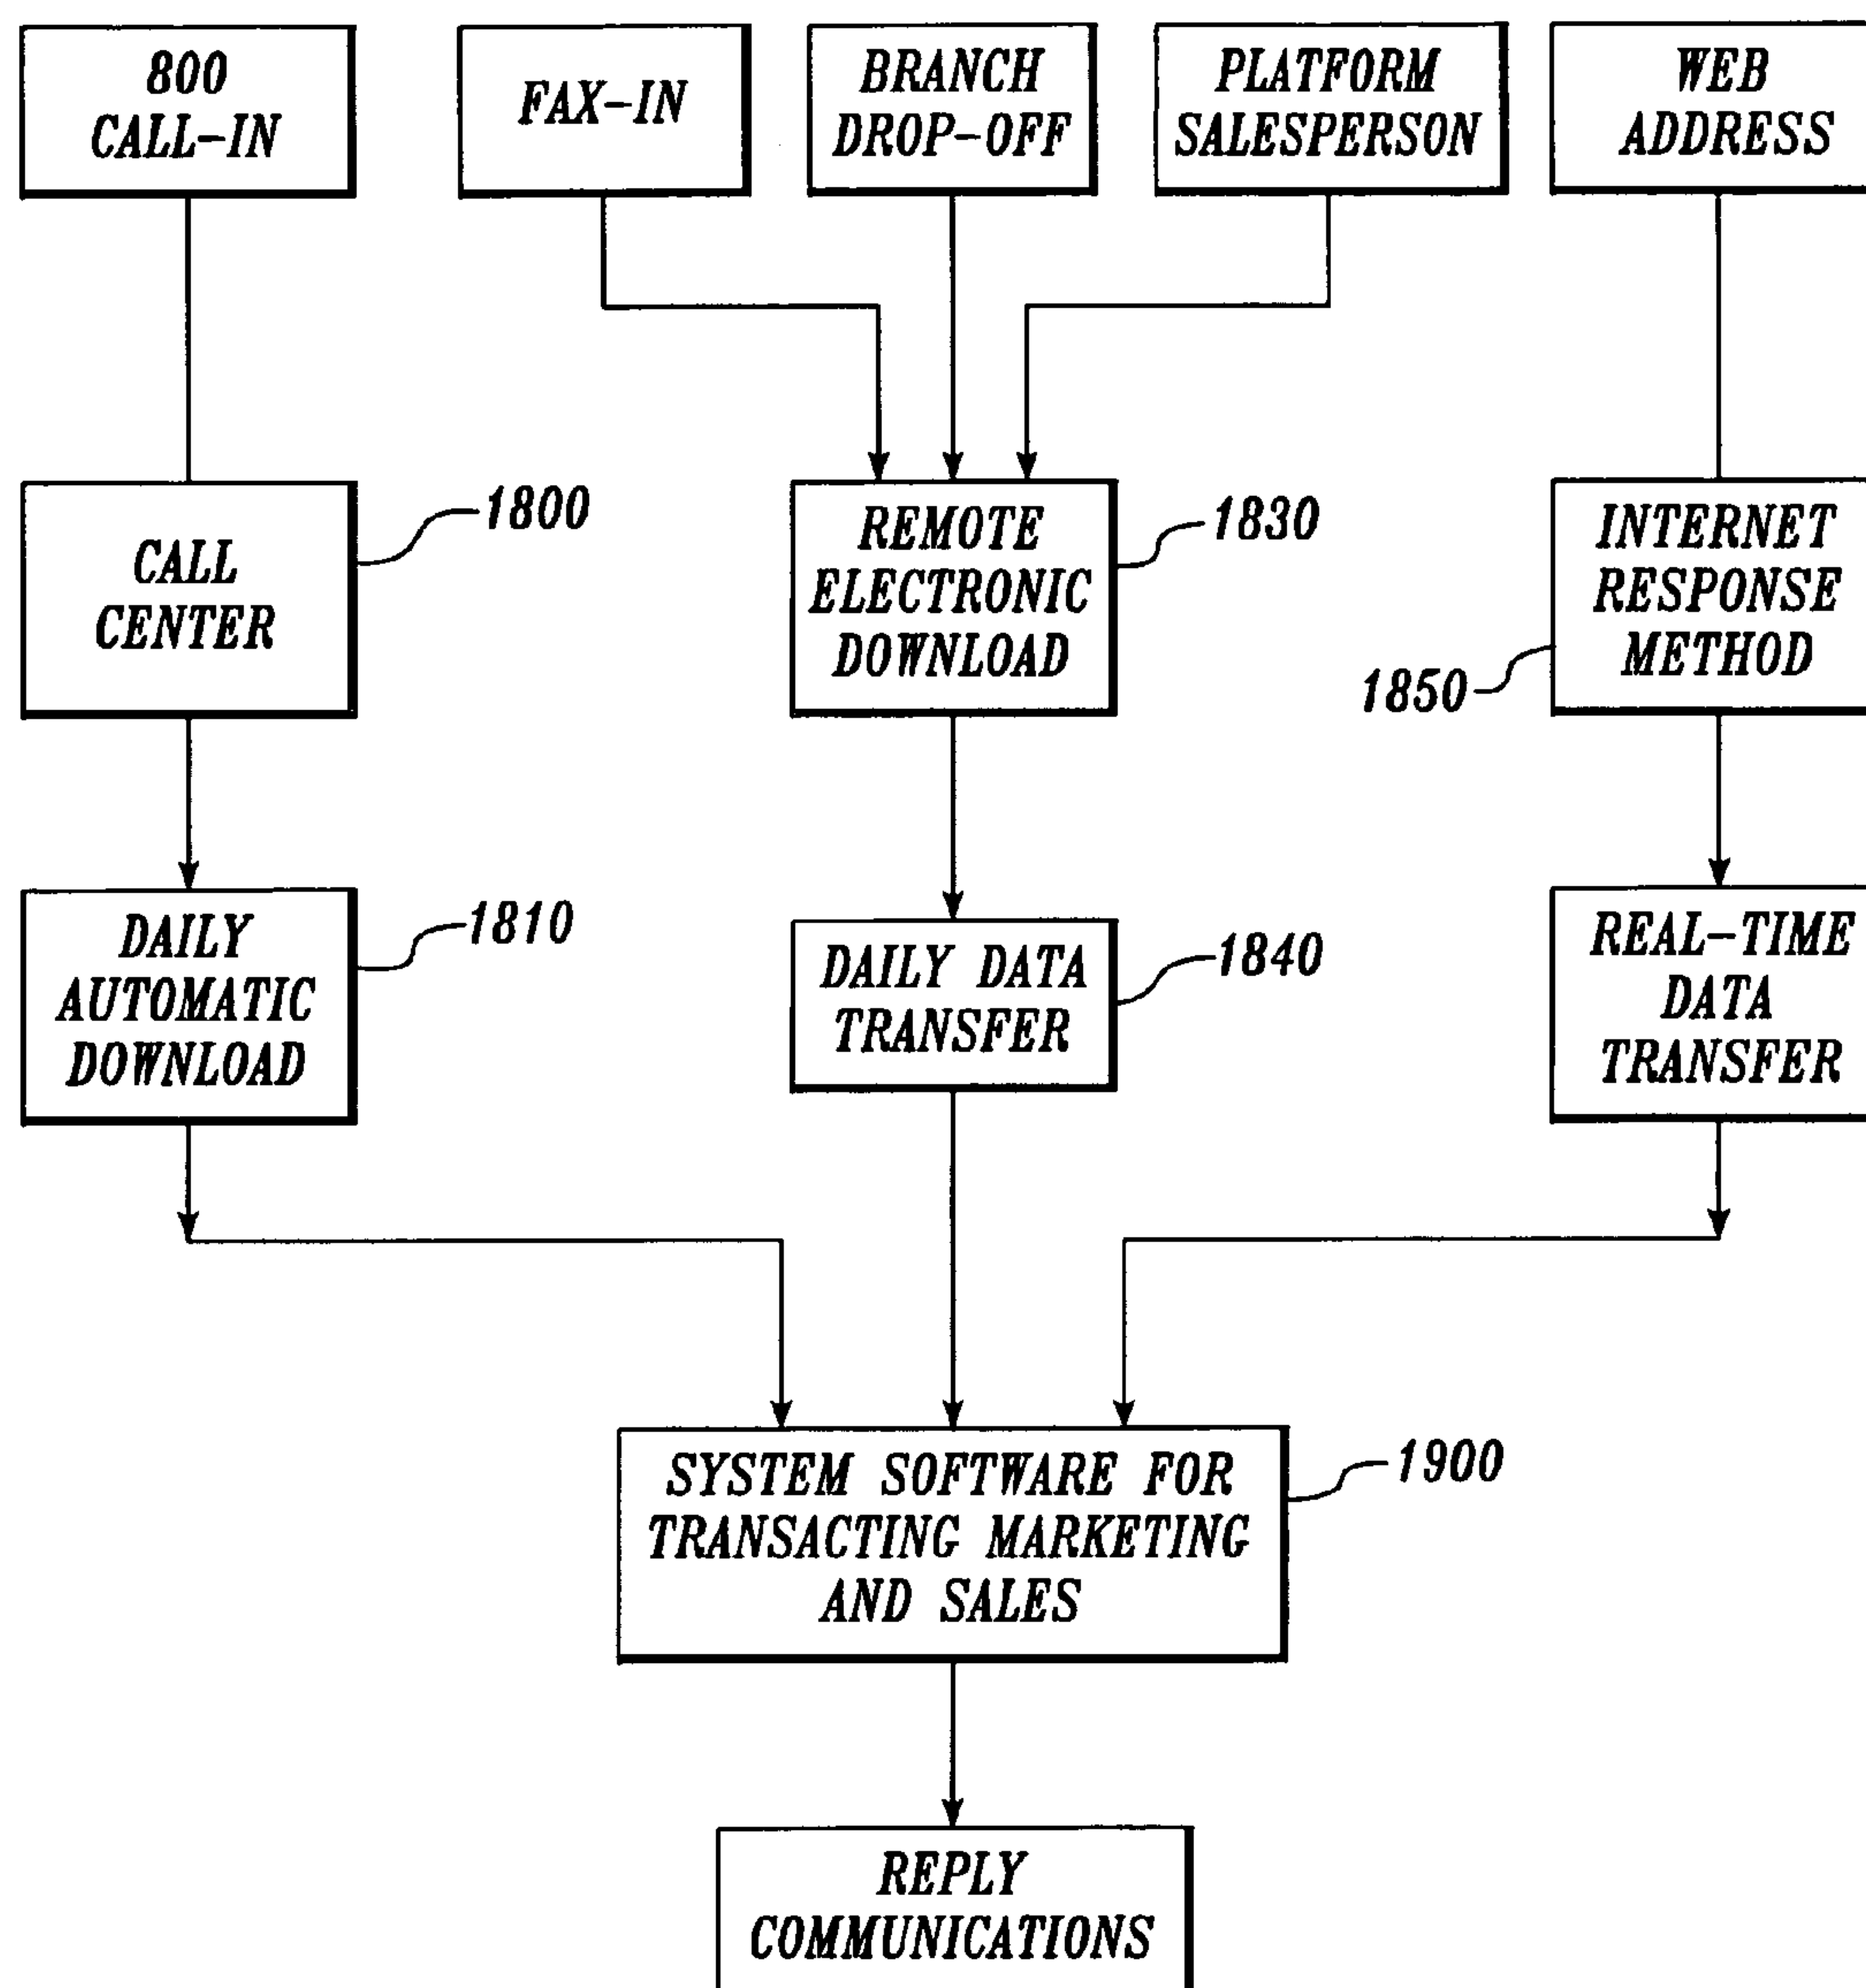 800
CALL-IN
FAX-IN
BRANCH
DROP-OFF
PLATFORM
SALESPERSON
WEB
ADDRESS
CALL
CENTER
1800
REMOTE
ELECTRONIC
DOWNLOAD
1830
INTERNET
RESPONSE
METHOD
1850
DAILY
AUTOMATIC
DOWNLOAD
1810
DAILY DATA
TRANSFER
1840
REAL-TIME
DATA
TRANSFER
SYSTEM SOFTWARE FOR
TRANSACTING MARKETING
AND SALES
1900
REPLY
COMMUNICATIONS